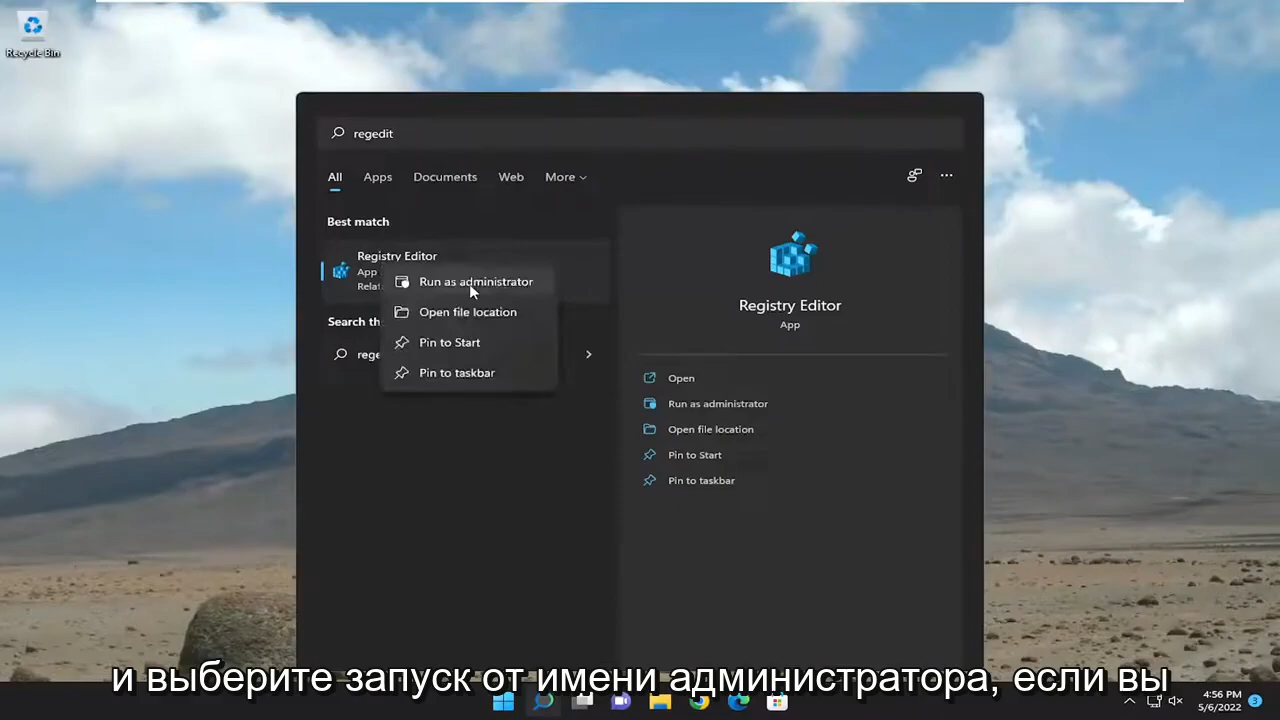 Recycle Bin
regedit
All Apps Documents Web More
Best match
Registry Editor
App
Search
Run as administrator
Open file location
Pin to Start
Pin to taskbar
Registry Editor
App
Open
Run as administrator
Open file location
Pin to Start
Pin to taskbar
и выберите запуск от имени администратора, если вы
4:56 PM
5/6/2022
3